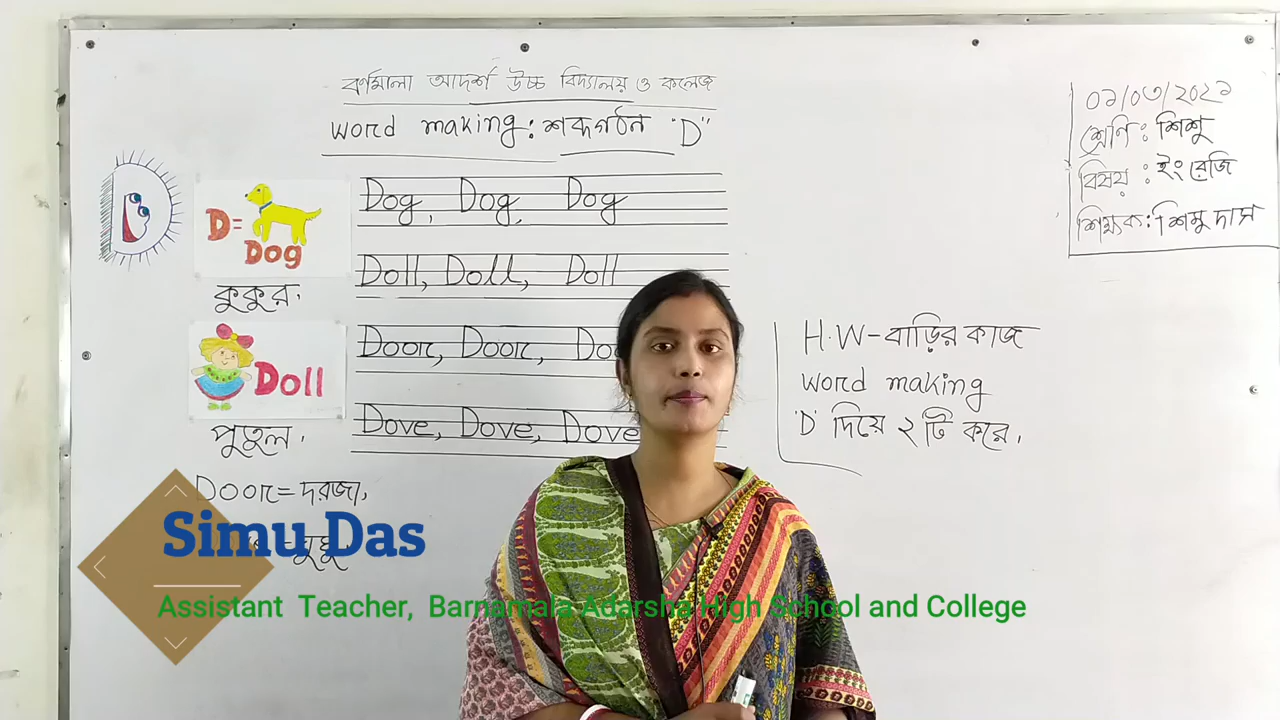 বর্ণমালা আদর্শ উচ্চ বিদ্যালয় ও কলেজ
word making: শব্দগঠন "D"
০১/০৩/২০২১
শ্রেণি: শিশু
বিষয়: ইংরেজি
শিক্ষক: শিমু দাস
D
D= Dog
কুকুর,
Dog, Dog, Dog
Doll, Doll, Doll
Doll
পুতুল,
Door, Door,
Dove, Dove, Dove
H.W-বাড়ির কাজ
word making
'D' দিয়ে ২টি করে,
Door=দরজা,
ঘুঘু
Simu Das
Assistant Teacher, Barnamala Adarsha High School and College